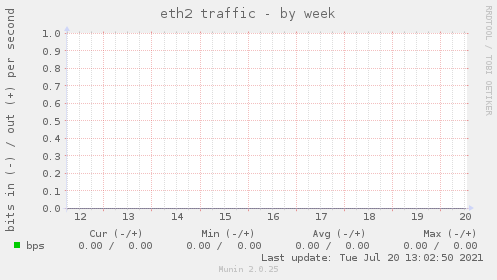 eth2 traffic - by week
RRDTOOL / TOBI OETIKER
bits in (-) / out (+) per second
1.0
0.9
0.8
0.7
0.6
0.5
0.4
0.3
0.2
0.1
0.0
12 13 14 15 16 17 18 19 20
Cur (-/+) Min (-/+) Avg (-/+) Max (-/+)
bps 0.00 / 0.00 0.00 / 0.00 0.00 / 0.00 0.00 / 0.00
Last update: Tue Jul 20 13:02:50 2021
Munin 2.0.25